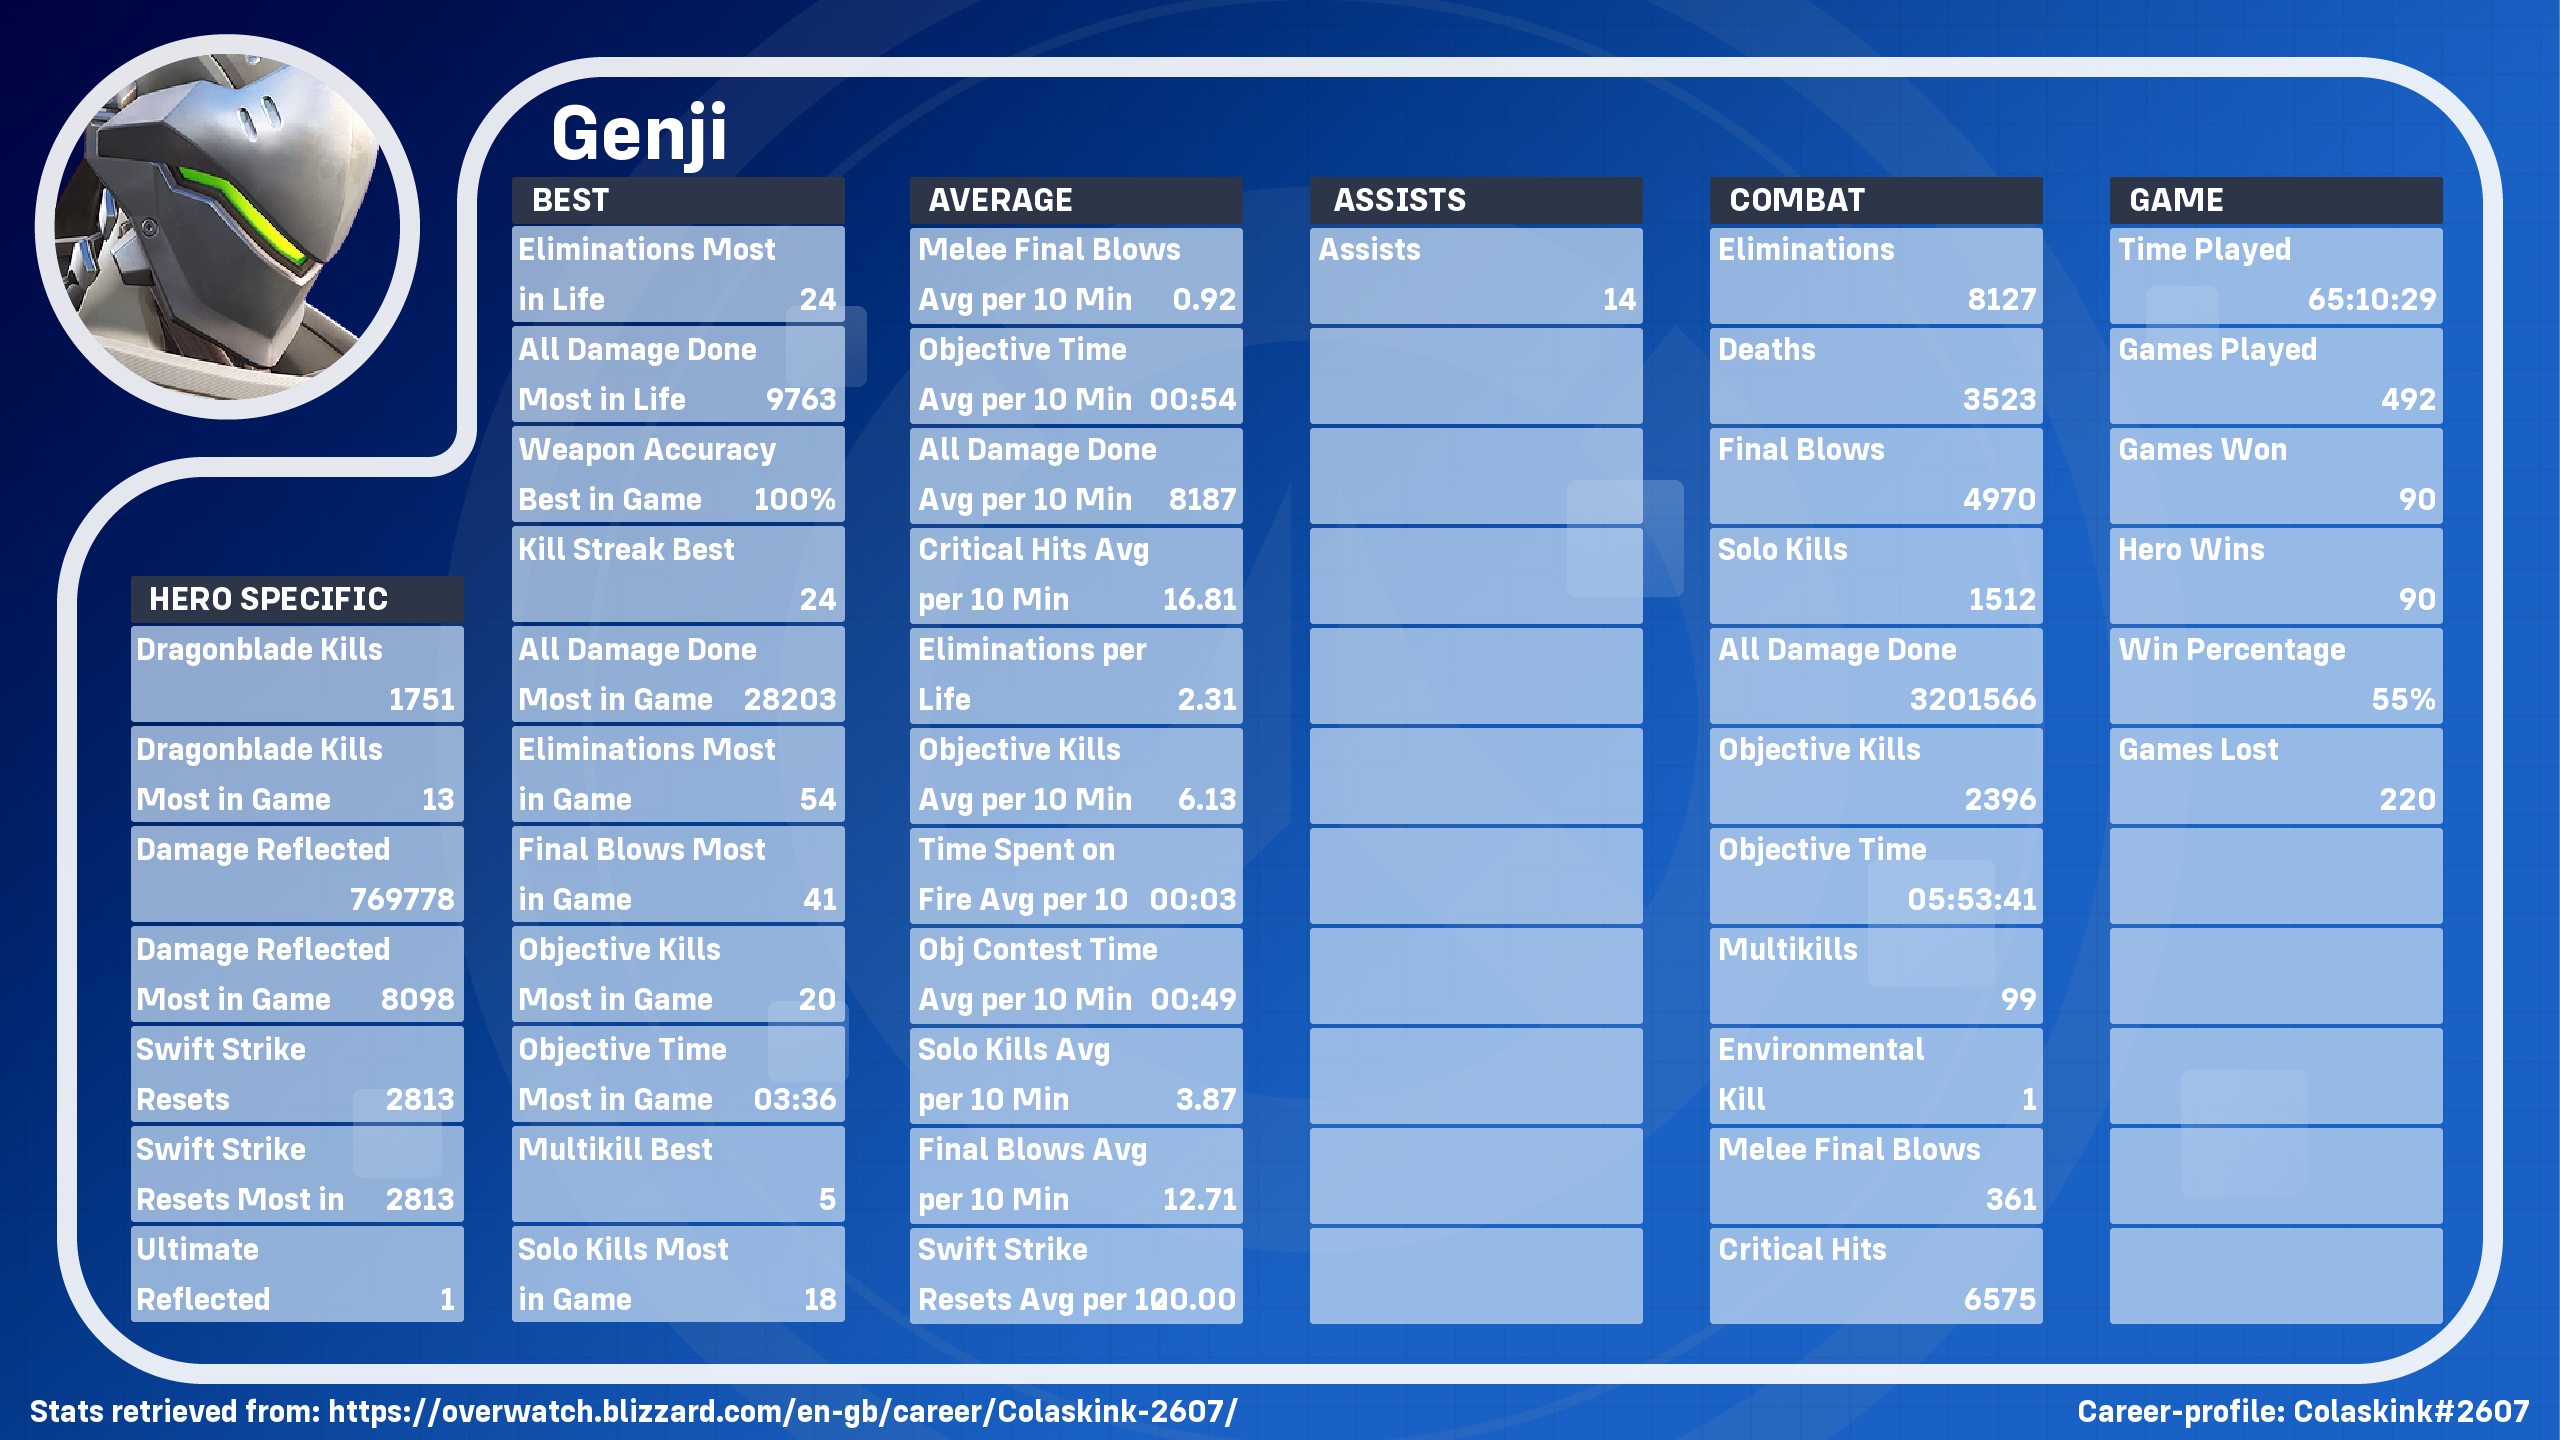 Genji
HERO SPECIFIC
Dragonblade Kills
1751
Dragonblade Kills
Most in Game 13
Damage Reflected
769778
Damage Reflected
Most in Game 8098
Swift Strike
Resets 2813
Swift Strike
Resets Most in 2813
Ultimate
Reflected 1
BEST
Eliminations Most
in Life 24
All Damage Done
Most in Life 9763
Weapon Accuracy
Best in Game 100%
Kill Streak Best
24
All Damage Done
Most in Game 28203
Eliminations Most
in Game 54
Final Blows Most
in Game 41
Objective Kills
Most in Game 20
Objective Time
Most in Game 03:36
Multikill Best
5
Solo Kills Most
in Game 18
AVERAGE
Melee Final Blows
Avg per 10 Min 0.92
Objective Time
Avg per 10 Min 00:54
All Damage Done
Avg per 10 Min 8187
Critical Hits Avg
per 10 Min 16.81
Eliminations per
Life 2.31
Objective Kills
Avg per 10 Min 6.13
Time Spent on
Fire Avg per 10 00:03
Obj Contest Time
Avg per 10 Min 00:49
Solo Kills Avg
per 10 Min 3.87
Final Blows Avg
per 10 Min 12.71
Swift Strike
Resets Avg per
ASSISTS
Assists
14
COMBAT
Eliminations
8127
Deaths
3523
Final Blows
4970
Solo Kills
1512
All Damage Done
3201566
Objective Kills
2396
Objective Time
05:53:41
Multikills
99
Environmental
Kill 1
Melee Final Blows
361
Critical Hits
6575
GAME
Time Played
65:10:29
Games Played
492
Games Won
90
Hero Wins
90
Win Percentage
55%
Games Lost
220
Stats retrieved from: https://overwatch.blizzard.com/en-gb/career/Colaskink-2607/
Career-profile: Colaskink#2607